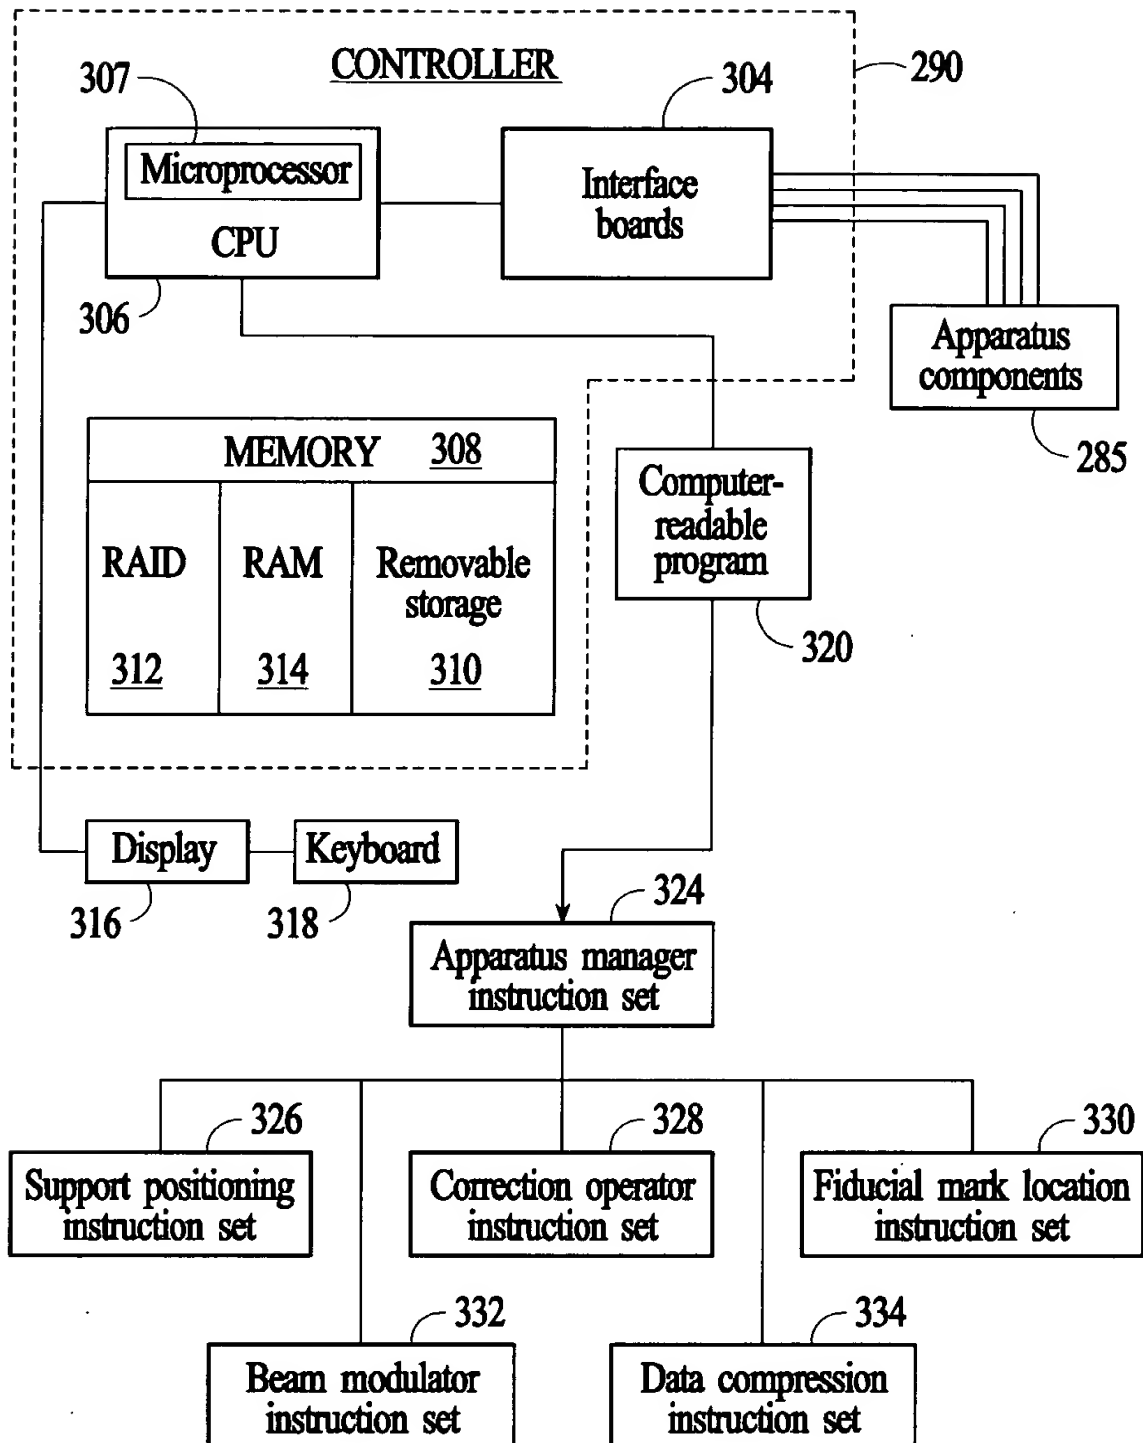 CONTROLLER
290
307
304
Microprocessor
CPU
306
Interface
boards
Apparatus
components
285
MEMORY 308
RAID
312
RAM
314
Removable
storage
310
Computer-
readable
program
320
Display
316
Keyboard
318
324
Apparatus manager
instruction set
326
Support positioning
instruction set
328
Correction operator
instruction set
330
Fiducial mark location
instruction set
332
Beam modulator
instruction set
334
Data compression
instruction set